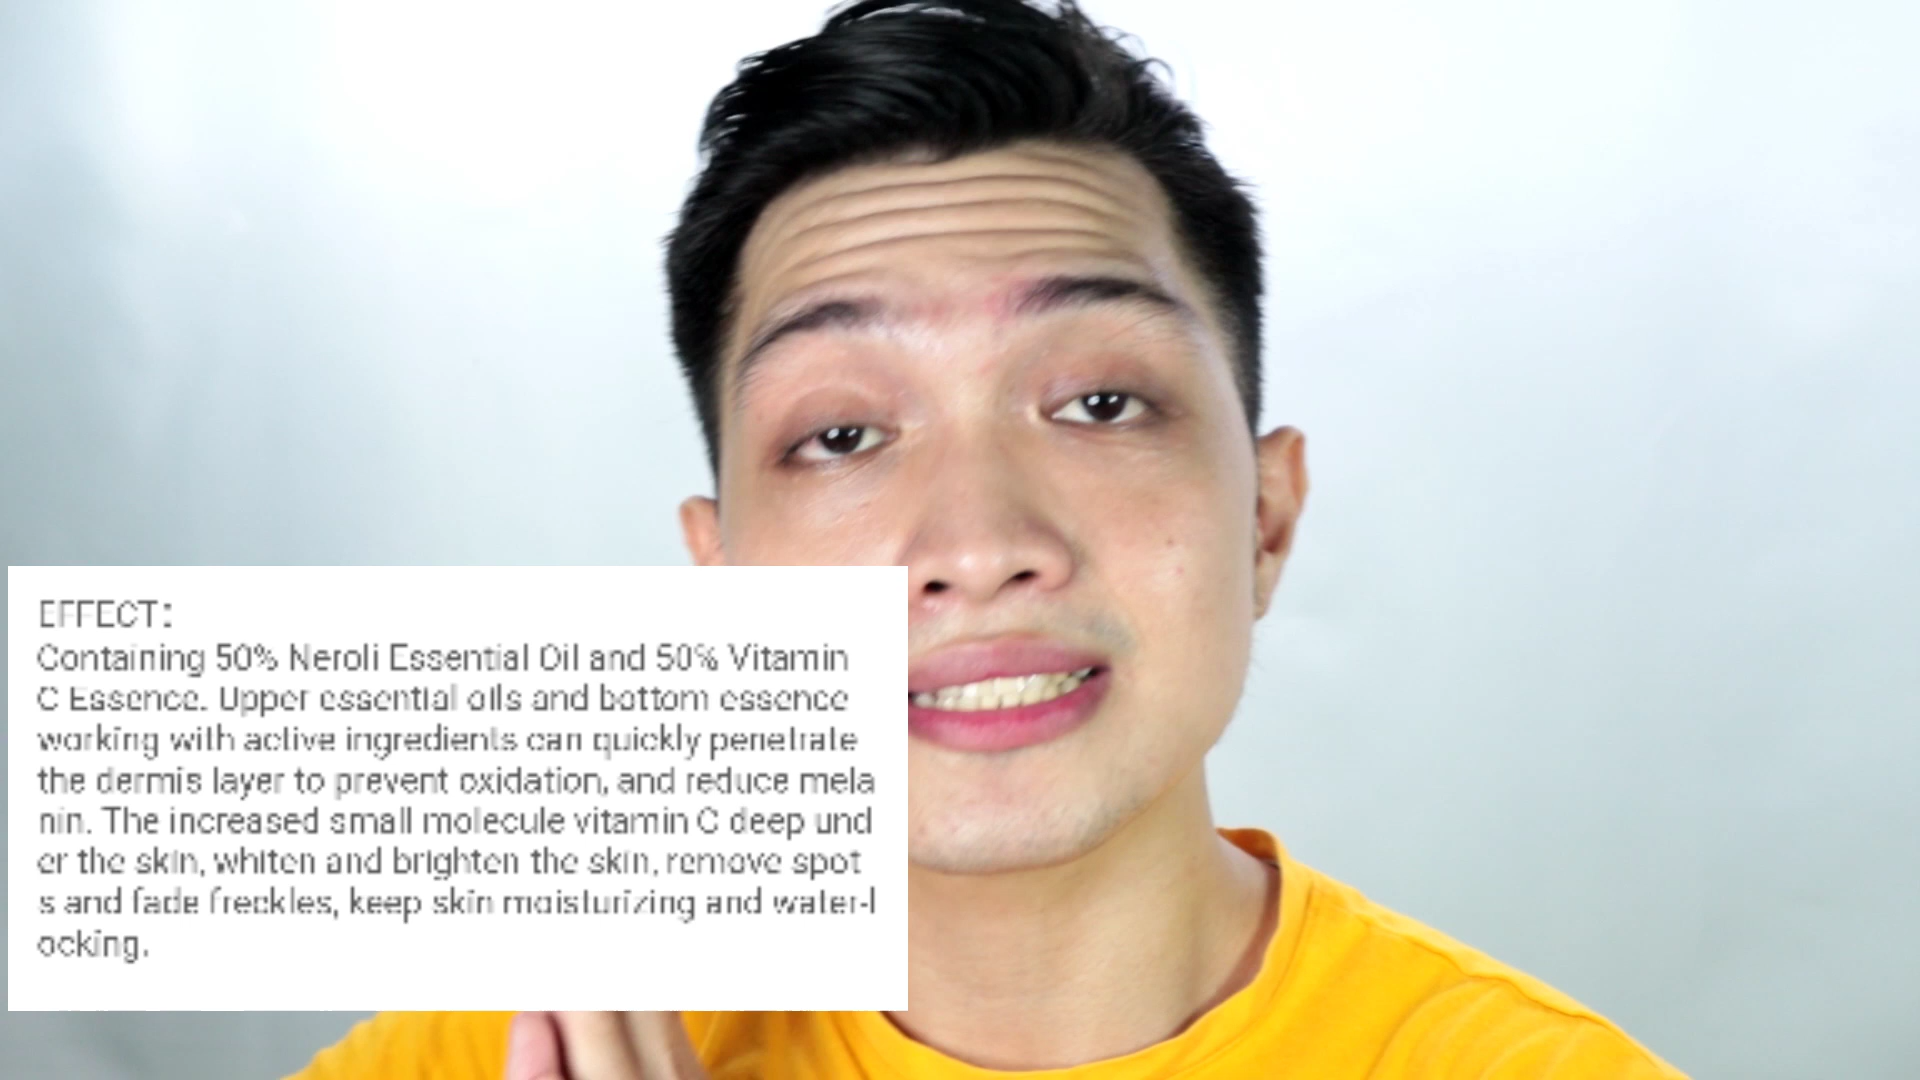 EFFECT:
Containing 50% Neroli Essential Oil and 50% Vitamin
C Essence. Upper essential oils and bottom essence
working with active ingredients can quickly penetrate
the dermis layer to prevent oxidation, and reduce mela
nin. The increased small molecule vitamin C deep und
er the skin, whiten and brighten the skin, remove spot
s and fade freckles, keep skin moisturizing and water-l
ocking.